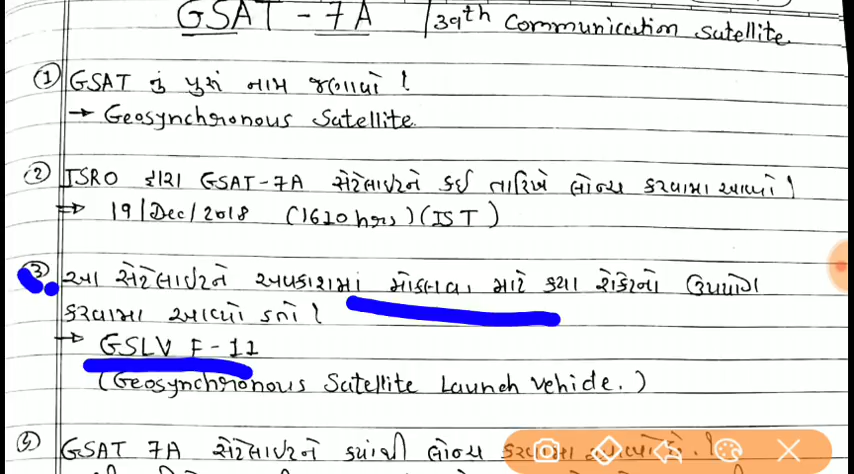 GSAT - 7A / 39th Communication Satellite
① GSAT નું પુરું નામ જણાવો ?
→ Geosynchronous Satellite
② ISRO દ્વારા GSAT-7A સેટેલાઈટને કઈ તારીખે લોન્ચ કરવામાં આવ્યો ?
⇒ 19/Dec/2018 (1610 hrs) (IST)
③ આ સેટેલાઈટને અવકાશમાં મોકલવા માટે કયા રોકેટનો ઉપયોગ
કરવામાં આવ્યો હતો ?
→ GSLV F-11
(Geosynchronous Satellite Launch Vehicle.)
GSAT 7A સેટેલાઈટને ક્યાંથી લોન્ચ